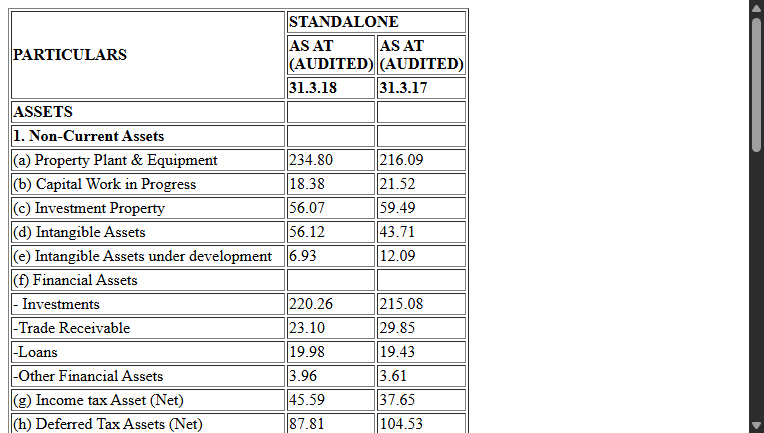 PARTICULARS
STANDALONE
AS AT (AUDITED) AS AT (AUDITED)
31.3.18 31.3.17
ASSETS
1. Non-Current Assets
(a) Property Plant & Equipment 234.80 216.09
(b) Capital Work in Progress 18.38 21.52
(c) Investment Property 56.07 59.49
(d) Intangible Assets 56.12 43.71
(e) Intangible Assets under development 6.93 12.09
(f) Financial Assets
- Investments 220.26 215.08
-Trade Receivable 23.10 29.85
-Loans 19.98 19.43
-Other Financial Assets 3.96 3.61
(g) Income tax Asset (Net) 45.59 37.65
(h) Deferred Tax Assets (Net) 87.81 104.53